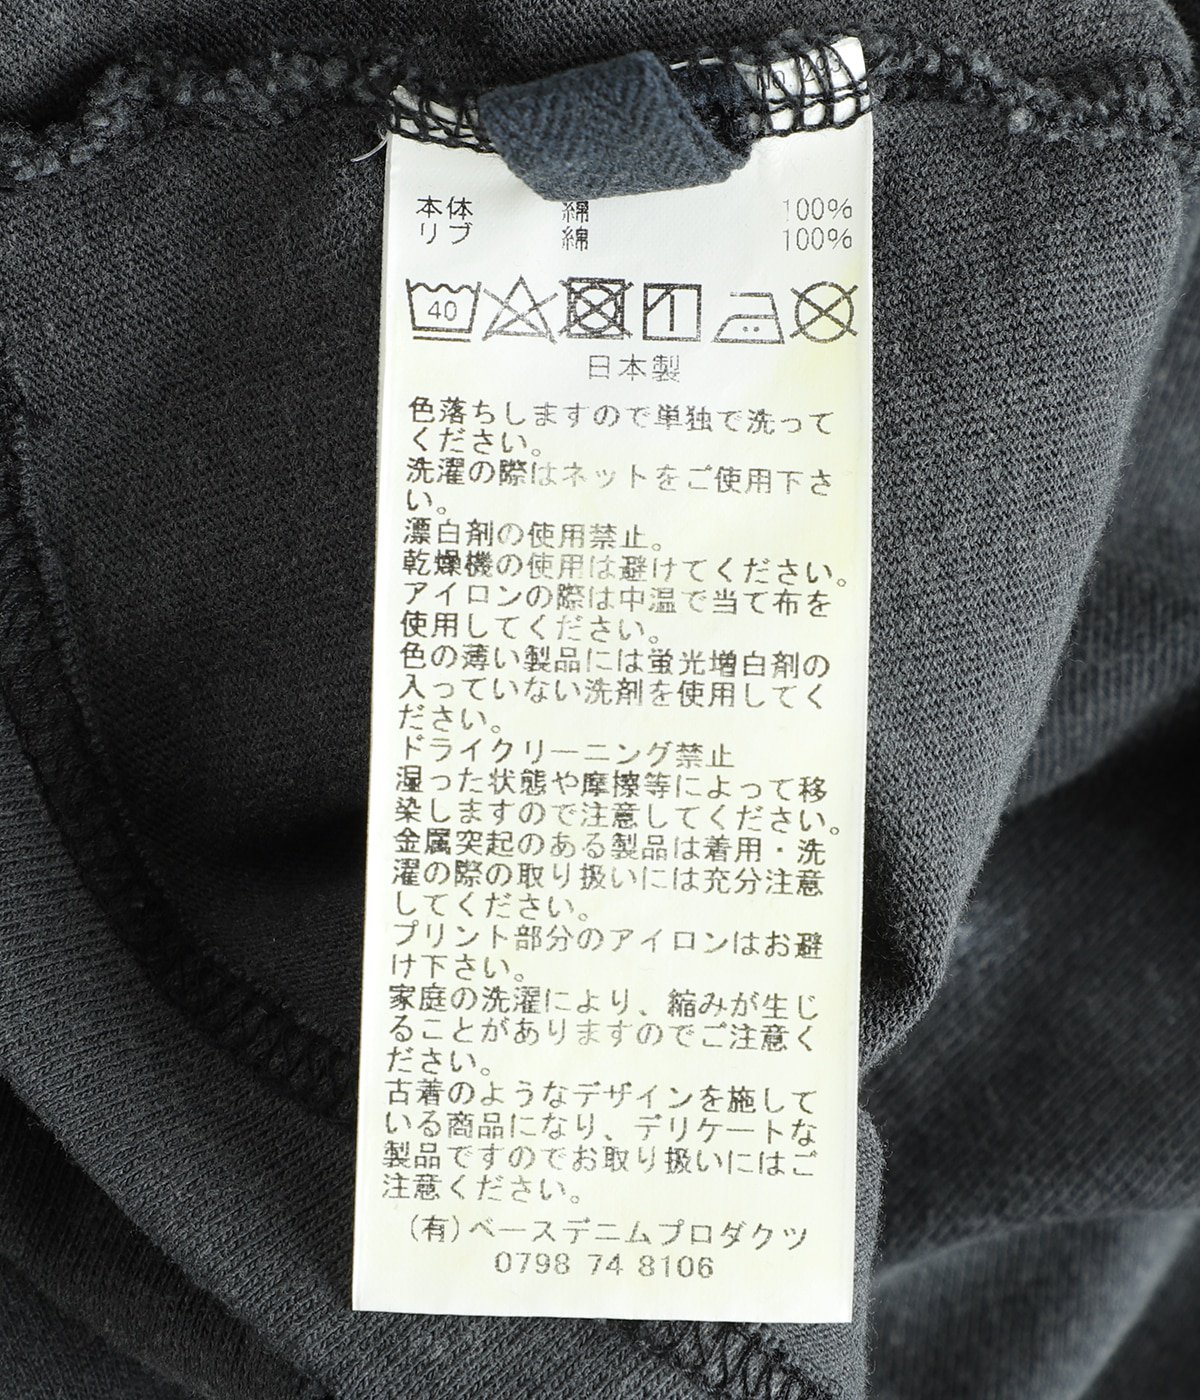 本体 綿 100%
リブ 綿 100%
40
日本製
色落ちしますので単独で洗って
ください。
洗濯の際はネットをご使用下さ
い。
漂白剤の使用禁止。
乾燥機の使用は避けてください。
アイロンの際は中温で当て布を
使用してください。
色の薄い製品には蛍光増白剤の
入っていない洗剤を使用してく
ださい。
ドライクリーニング禁止
湿った状態や摩擦等によって移
染しますので注意してください。
金属突起のある製品は着用・洗
濯の際の取り扱いには充分注意
してください。
プリント部分のアイロンはお避
け下さい。
家庭の洗濯により、縮みが生じ
ることがありますのでご注意く
ださい。
古着のようなデザインを施して
いる商品になり、デリケートな
製品ですのでお取り扱いにはご
注意ください。
(有)ベースデニムプロダクツ
0798 74 8106